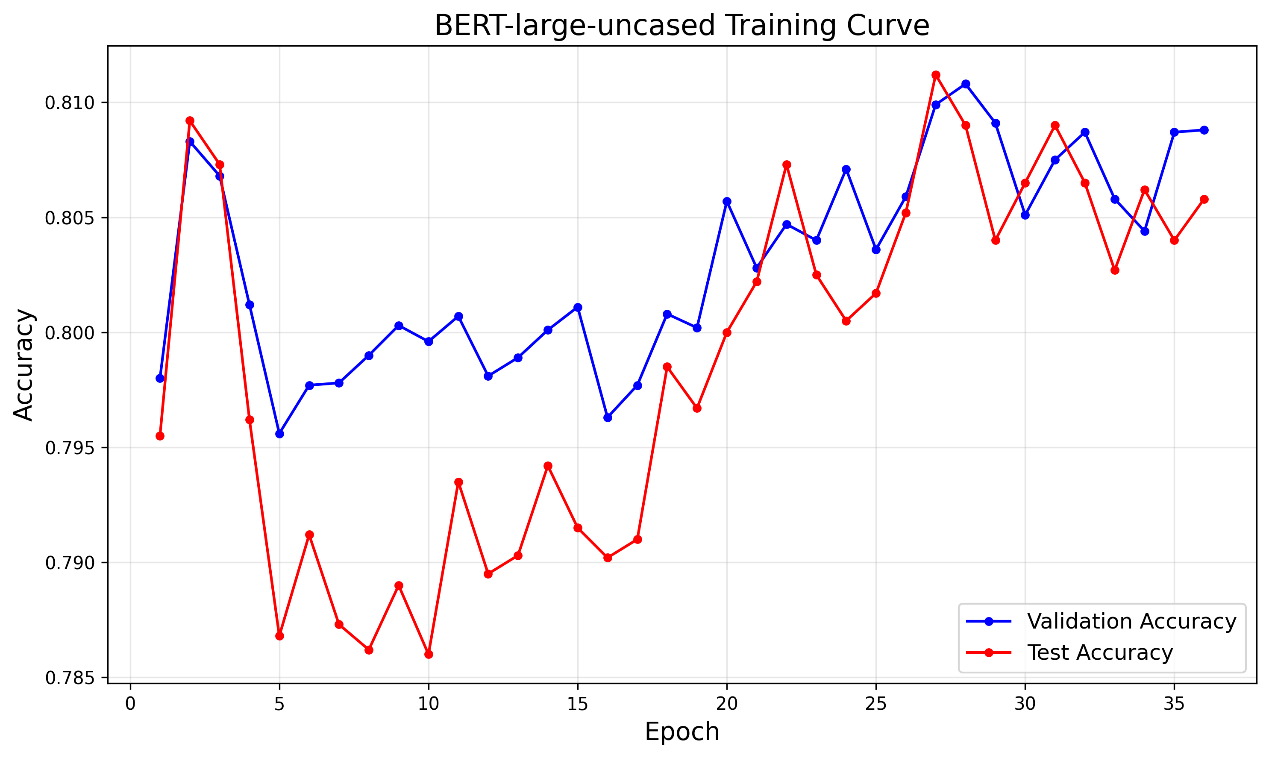 BERT-large-uncased Training Curve
Accuracy
0.810
0.805
0.800
0.795
0.790
0.785
0 5 10 15 20 25 30 35
Epoch
Validation Accuracy
Test Accuracy